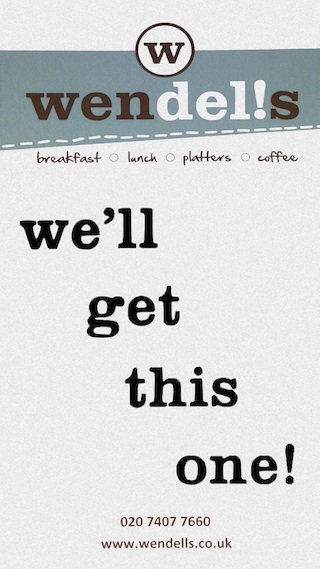 w
wendel!s
breakfast ○ lunch ○ platters ○ coffee
we'll
get
this
one!
020 7407 7660
www.wendells.co.uk